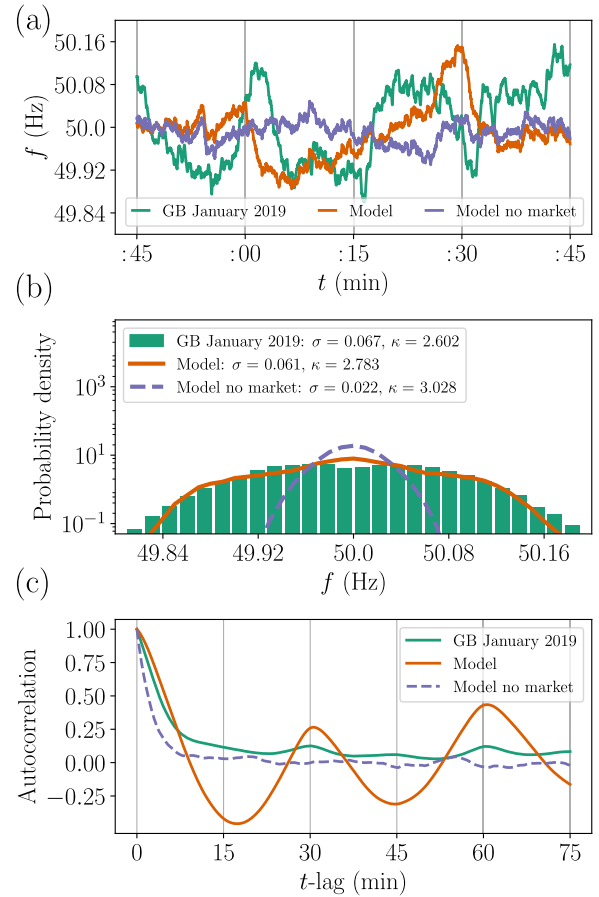 (a)
50.16
50.08
50.0
49.92
49.84
f (Hz)
GB January 2019
Model
Model no market
:45
:00
:15
:30
:45
t (min)
(b)
GB January 2019: σ = 0.067, κ = 2.602
Model: σ = 0.061, κ = 2.783
Model no market: σ = 0.022, κ = 3.028
10³
10¹
10⁻¹
Probability density
49.84
49.92
50.0
50.08
50.16
f (Hz)
(c)
1.00
0.75
0.50
0.25
0.00
−0.25
Autocorrelation
GB January 2019
Model
Model no market
0
15
30
45
60
75
t-lag (min)